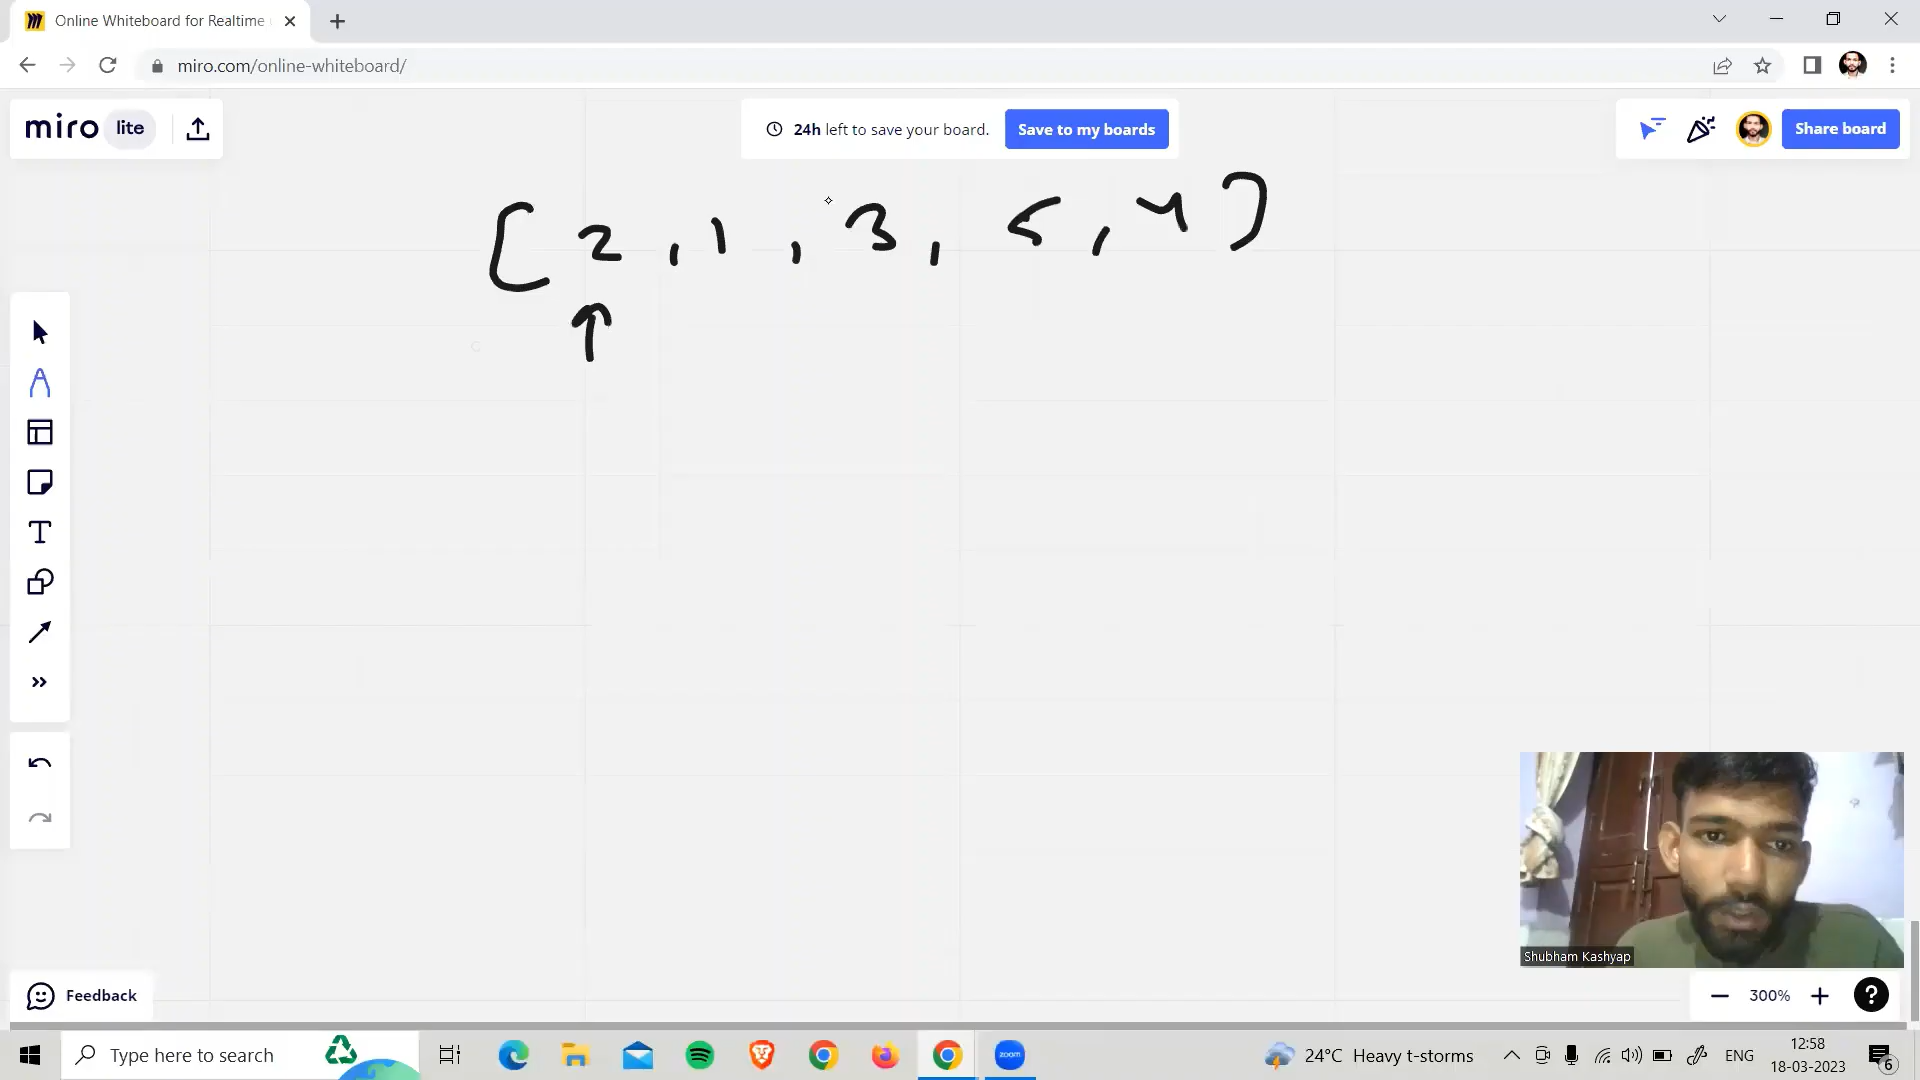 Online Whiteboard for Realtime
miro.com/online-whiteboard/
miro lite
24h left to save your board.
Save to my boards
Share board
[ 2 , 1 , 3 , 5 , 4 ]
↑
T
Feedback
Shubham Kashyap
300%
?
Type here to search
zoom
24°C Heavy t-storms
ENG
12:58
18-03-2023
6